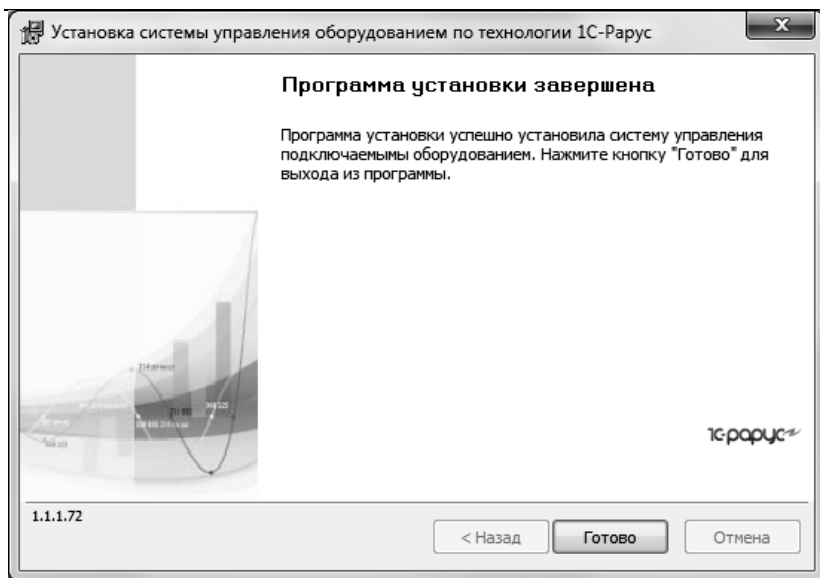 Установка системы управления оборудованием по технологии 1С-Рарус
Программа установки завершена
Программа установки успешно установила систему управления
подключаемымы оборудованием. Нажмите кнопку "Готово" для
выхода из программы.
1С-рарус
1.1.1.72
< Назад
Готово
Отмена